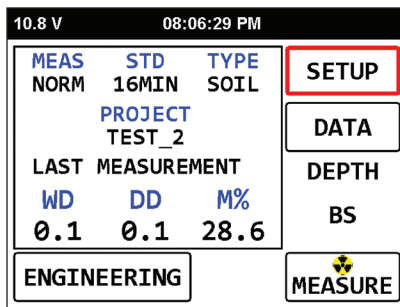 10.8 V 08:06:29 PM
MEAS STD TYPE
NORM 16MIN SOIL
PROJECT
TEST_2
LAST MEASUREMENT
WD DD M%
0.1 0.1 28.6
SETUP
DATA
DEPTH
BS
ENGINEERING
MEASURE